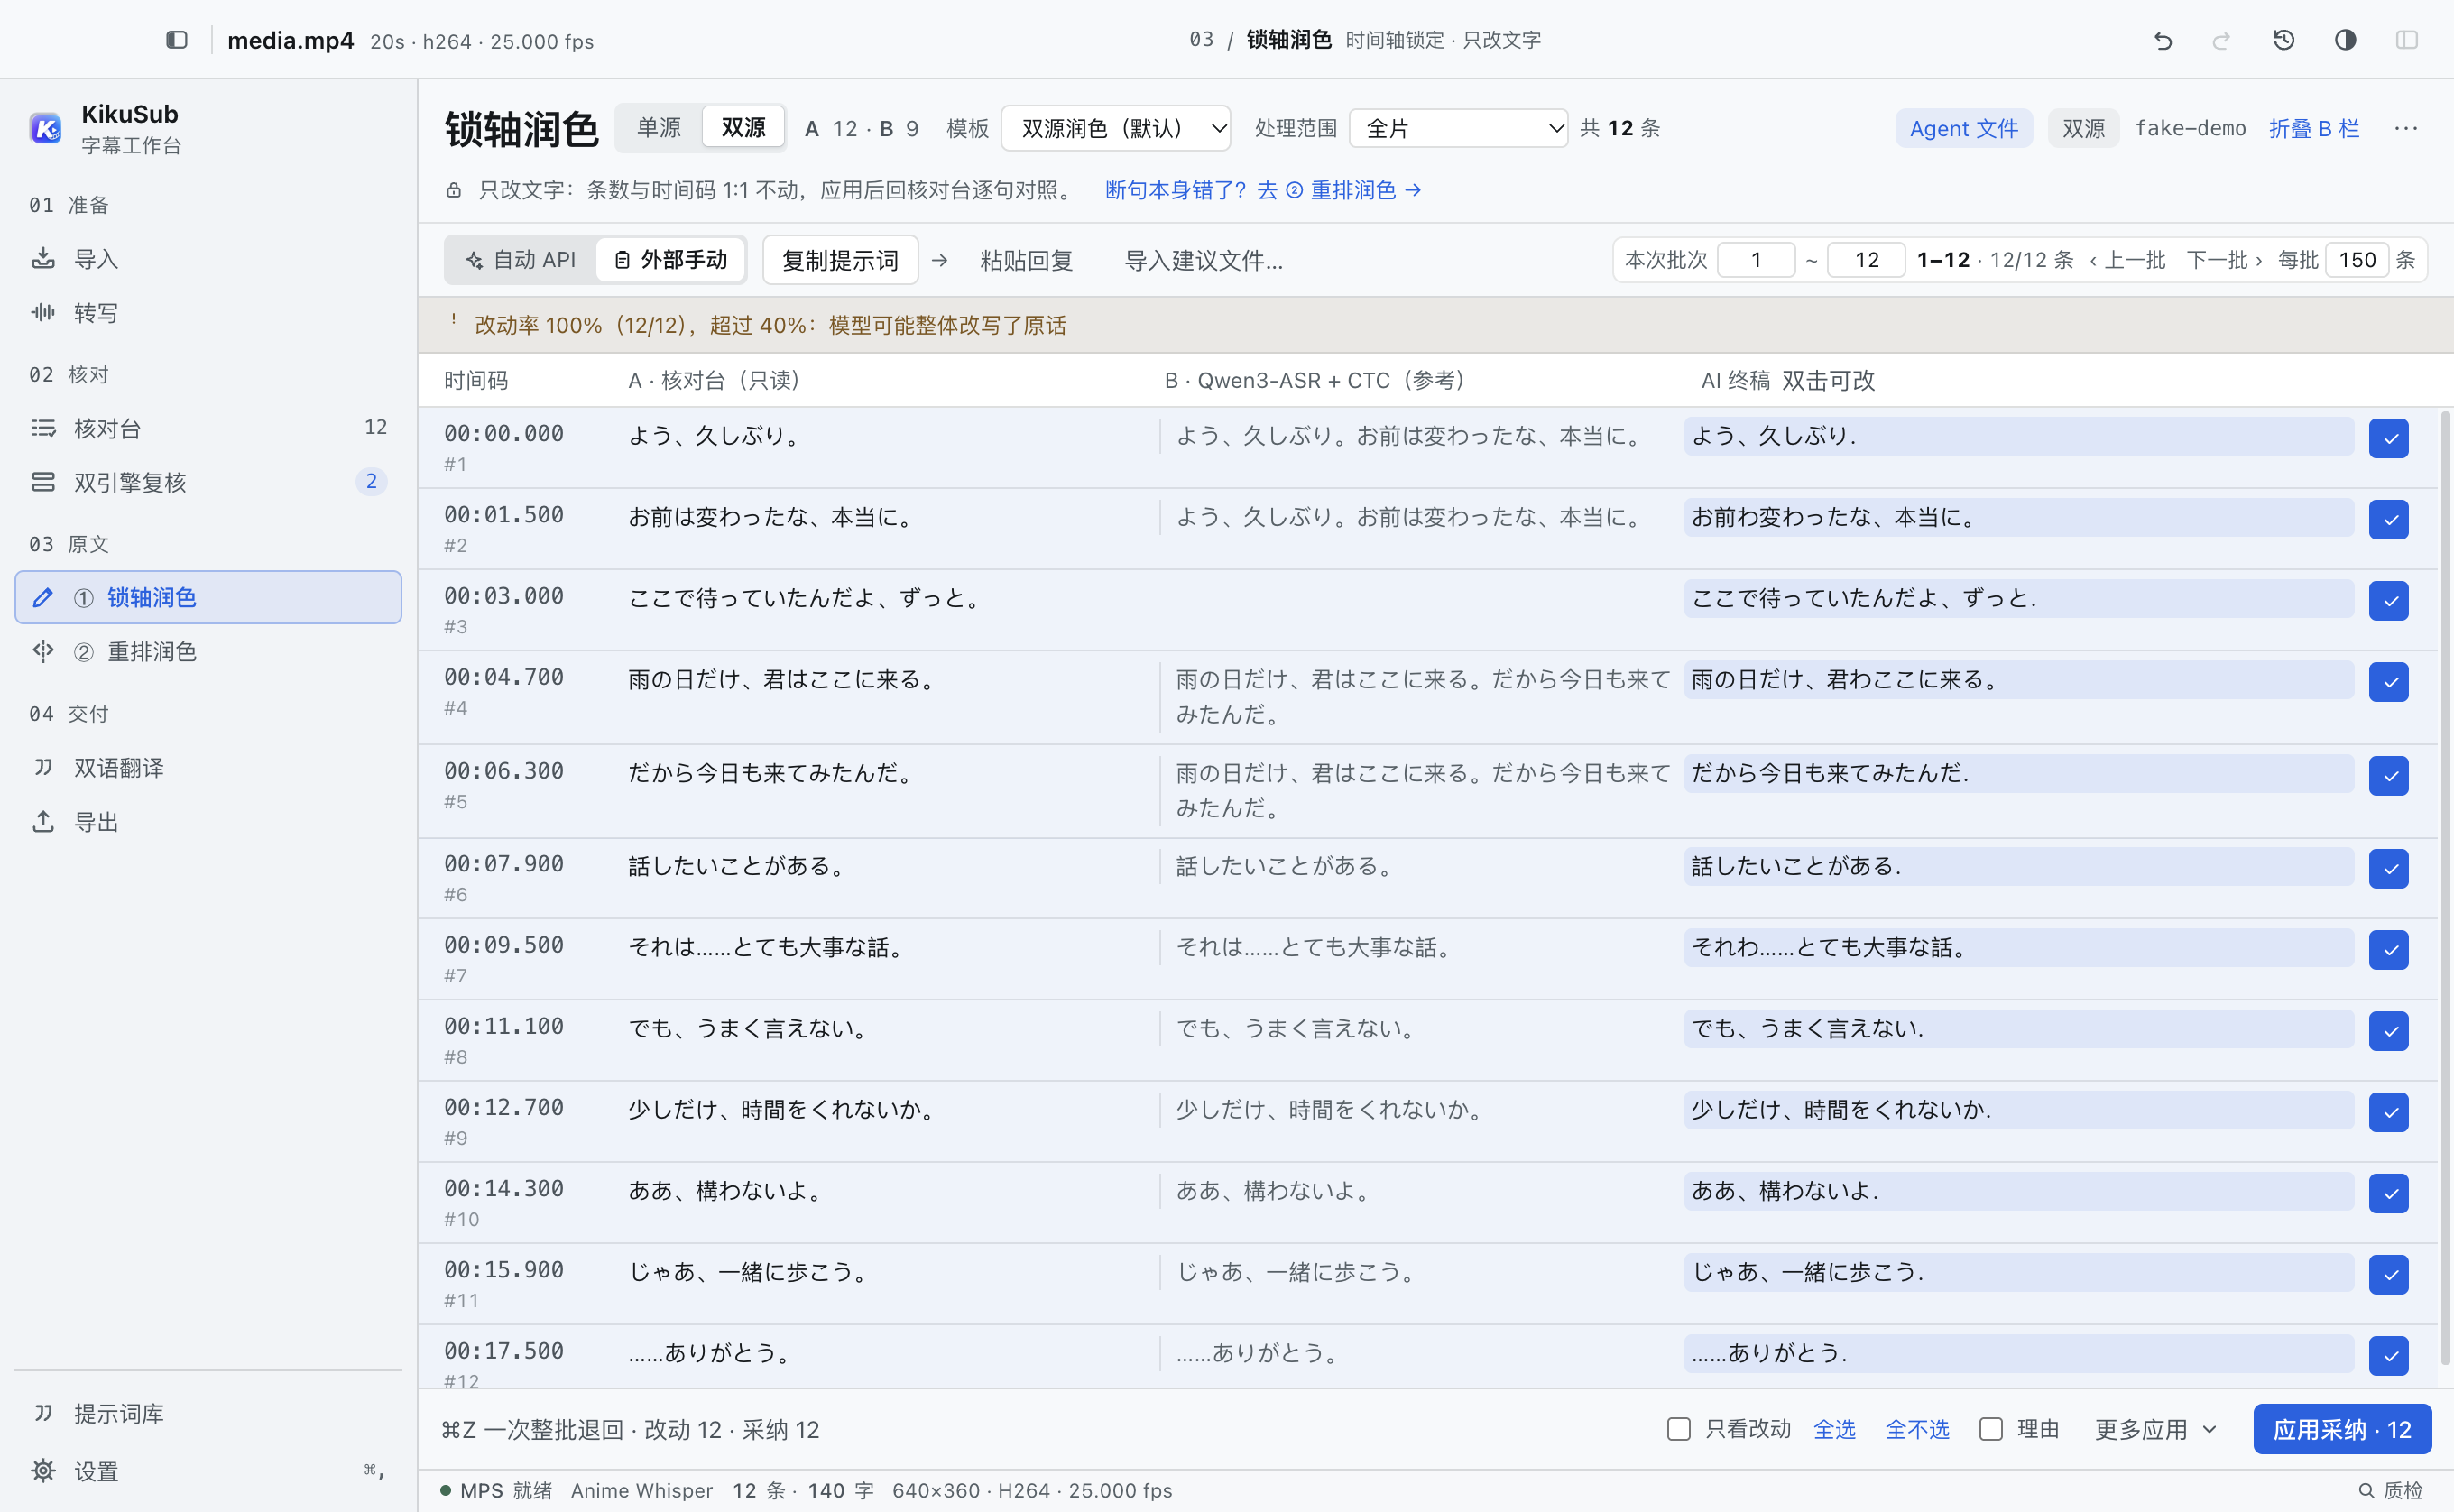 media.mp4 20s · h264 · 25.000 fps
03 / 锁轴润色 时间轴锁定 · 只改文字
KikuSub
字幕工作台
01 准备
导入
转写
02 核对
核对台 12
双引擎复核 2
03 原文
① 锁轴润色
② 重排润色
04 交付
双语翻译
导出
提示词库
设置 ⌘,
锁轴润色 单源 双源 A 12 · B 9 模板 双源润色（默认） 处理范围 全片 共 12 条 Agent 文件 双源 fake-demo 折叠 B 栏 ···
只改文字：条数与时间码 1:1 不动，应用后回核对台逐句对照。 断句本身错了？去 ② 重排润色 →
自动 API 外部手动 复制提示词 → 粘贴回复 导入建议文件... 本次批次 1 ~ 12 1–12 · 12/12 条 ‹ 上一批 下一批 › 每批 150 条
! 改动率 100%（12/12），超过 40%：模型可能整体改写了原话
时间码 A · 核对台（只读） B · Qwen3-ASR + CTC（参考） AI 终稿 双击可改
00:00.000 よう、久しぶり。 よう、久しぶり。お前は変わったな、本当に。 よう、久しぶり.
#1
00:01.500 お前は変わったな、本当に。 よう、久しぶり。お前は変わったな、本当に。 お前わ変わったな、本当に。
#2
00:03.000 ここで待っていたんだよ、ずっと。 ここで待っていたんだよ、ずっと.
#3
00:04.700 雨の日だけ、君はここに来る。 雨の日だけ、君はここに来る。だから今日も来て 雨の日だけ、君わここに来る。
#4 みたんだ。
00:06.300 だから今日も来てみたんだ。 雨の日だけ、君はここに来る。だから今日も来て だから今日も来てみたんだ.
#5 みたんだ。
00:07.900 話したいことがある。 話したいことがある。 話したいことがある.
#6
00:09.500 それは……とても大事な話。 それは……とても大事な話。 それわ……とても大事な話。
#7
00:11.100 でも、うまく言えない。 でも、うまく言えない。 でも、うまく言えない.
#8
00:12.700 少しだけ、時間をくれないか。 少しだけ、時間をくれないか。 少しだけ、時間をくれないか.
#9
00:14.300 ああ、構わないよ。 ああ、構わないよ。 ああ、構わないよ.
#10
00:15.900 じゃあ、一緒に歩こう。 じゃあ、一緒に歩こう。 じゃあ、一緒に歩こう.
#11
00:17.500 ……ありがとう。 ……ありがとう。 ……ありがとう.
#12
⌘Z 一次整批退回 · 改动 12 · 采纳 12 只看改动 全选 全不选 理由 更多应用 应用采纳 · 12
MPS 就绪 Anime Whisper 12 条 · 140 字 640×360 · H264 · 25.000 fps 质检